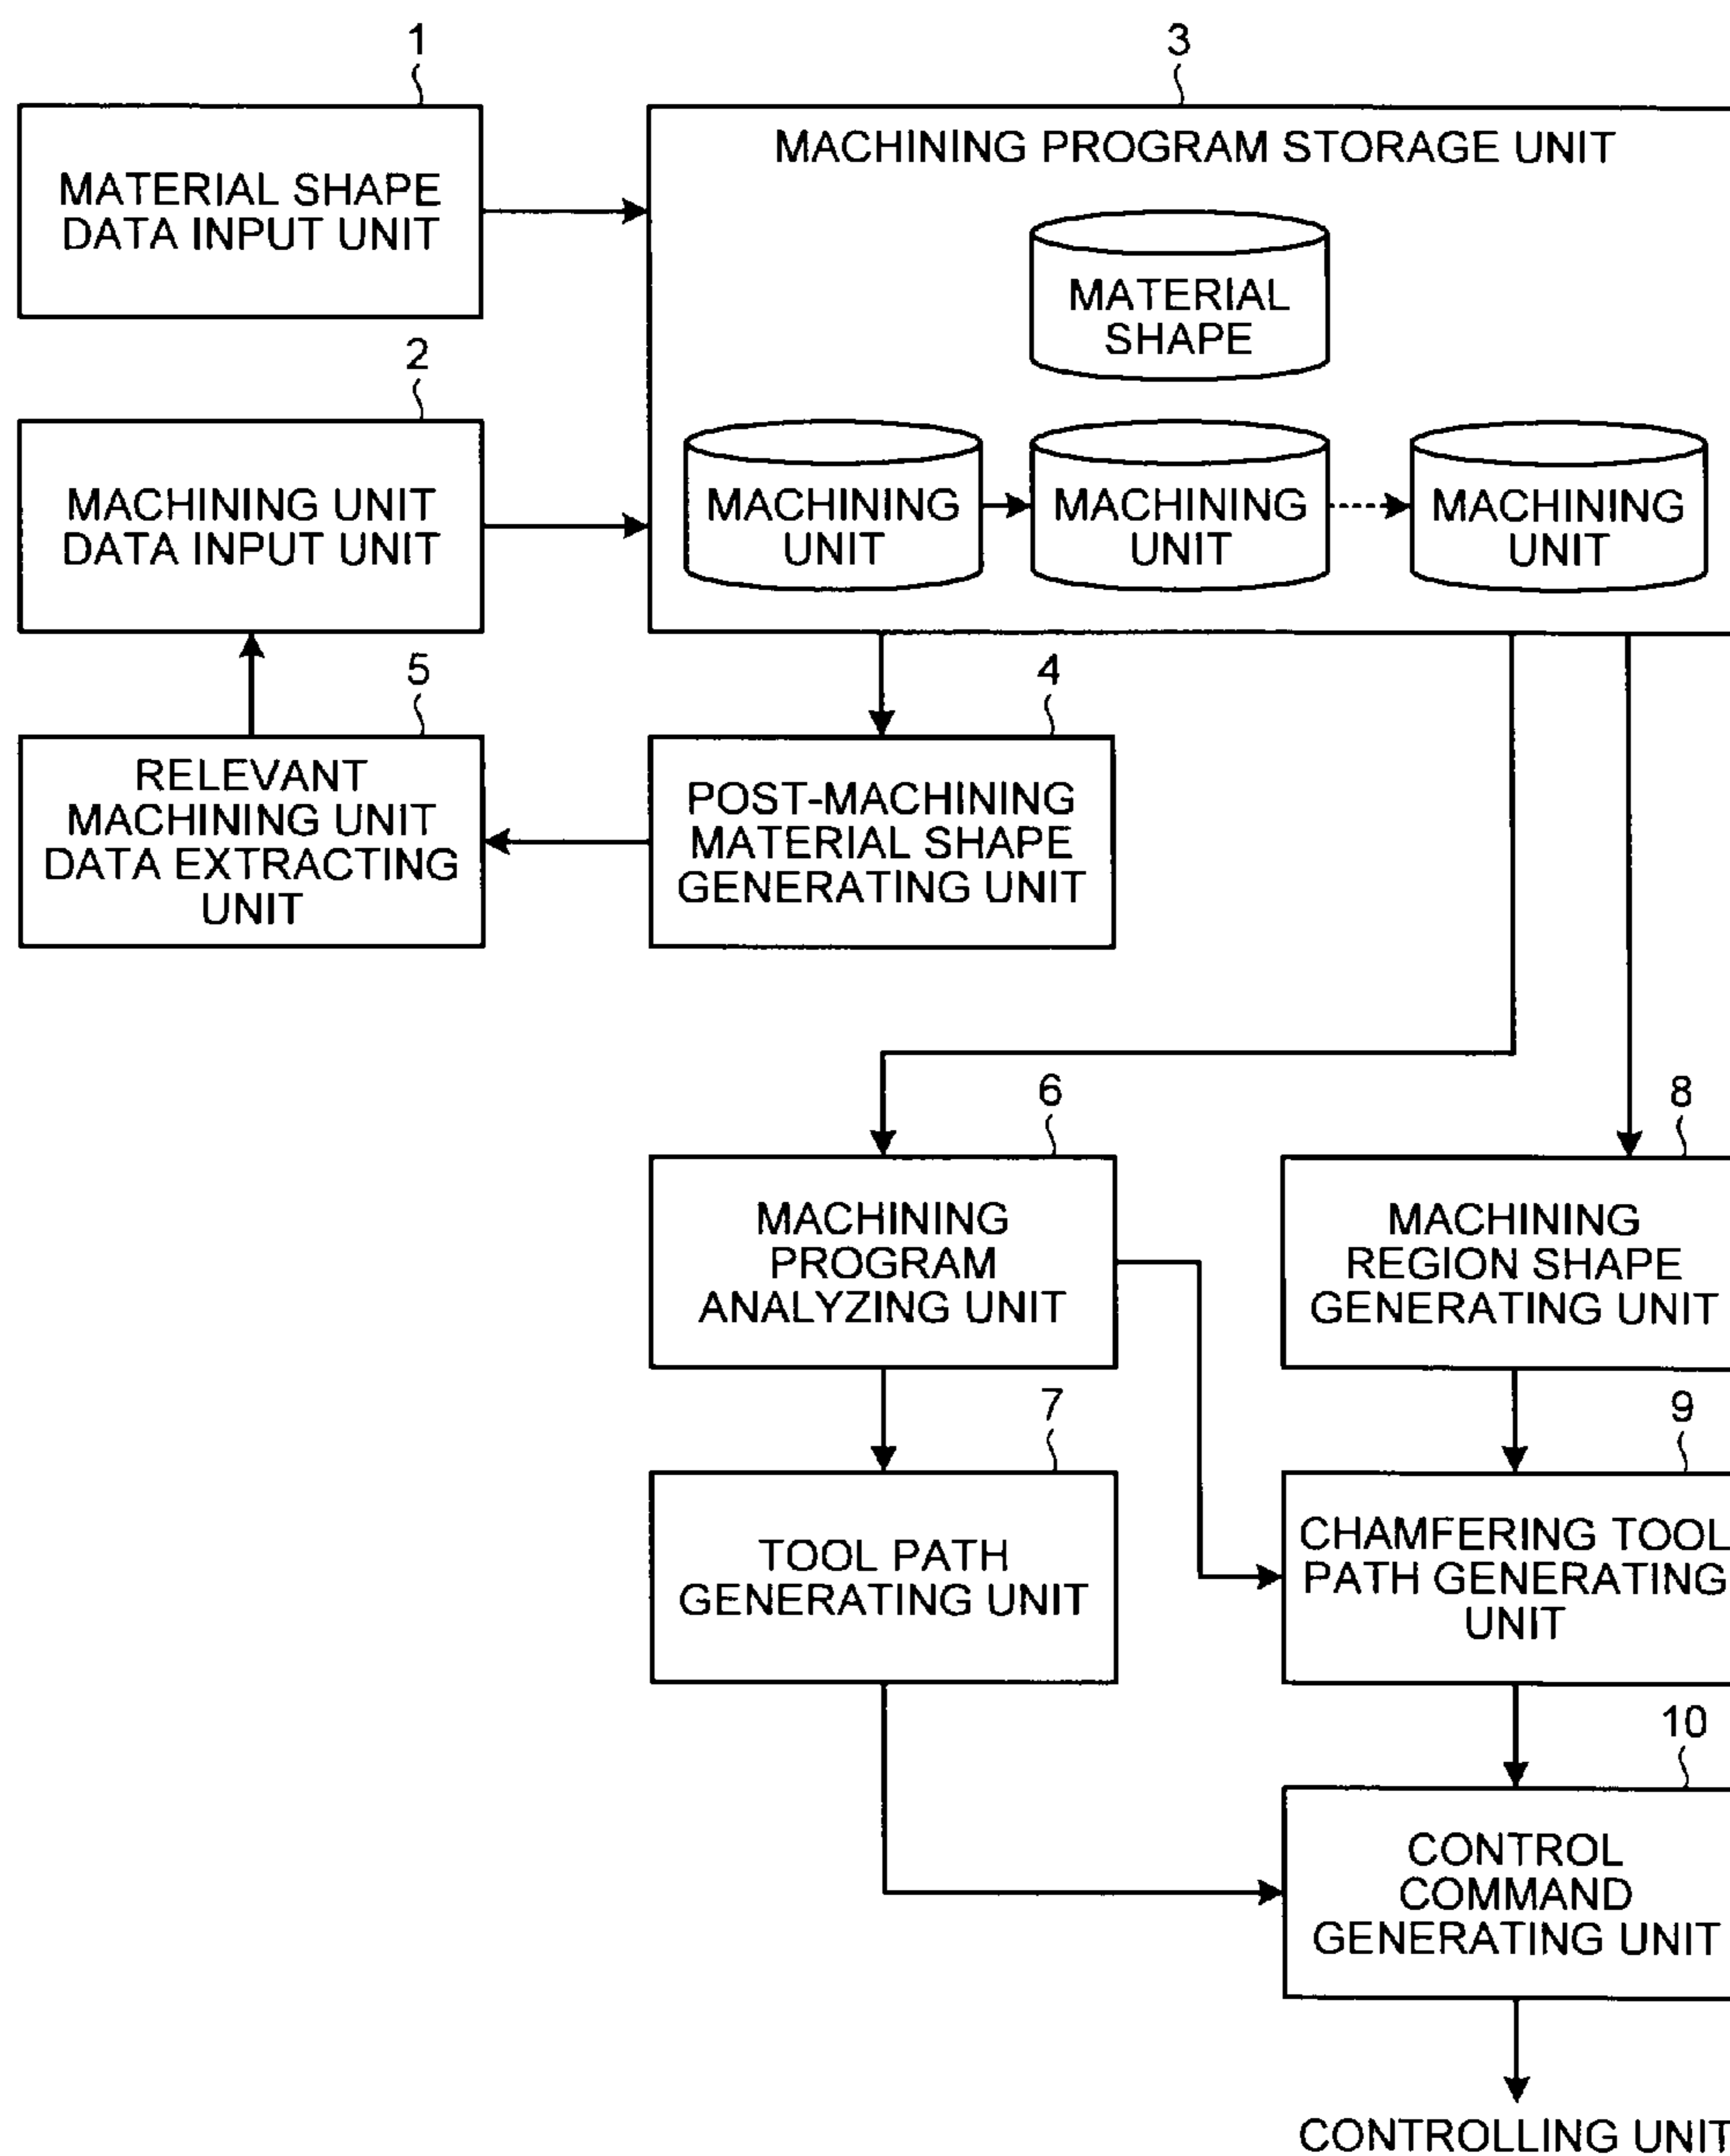 1
MATERIAL SHAPE
DATA INPUT UNIT
2
MACHINING UNIT
DATA INPUT UNIT
3
MACHINING PROGRAM STORAGE UNIT
MATERIAL
SHAPE
MACHINING
UNIT
MACHINING
UNIT
MACHINING
UNIT
5
RELEVANT
MACHINING UNIT
DATA EXTRACTING
UNIT
4
POST-MACHINING
MATERIAL SHAPE
GENERATING UNIT
6
MACHINING
PROGRAM
ANALYZING UNIT
8
MACHINING
REGION SHAPE
GENERATING UNIT
7
TOOL PATH
GENERATING UNIT
9
CHAMFERING TOOL
PATH GENERATING
UNIT
10
CONTROL
COMMAND
GENERATING UNIT
CONTROLLING UNIT